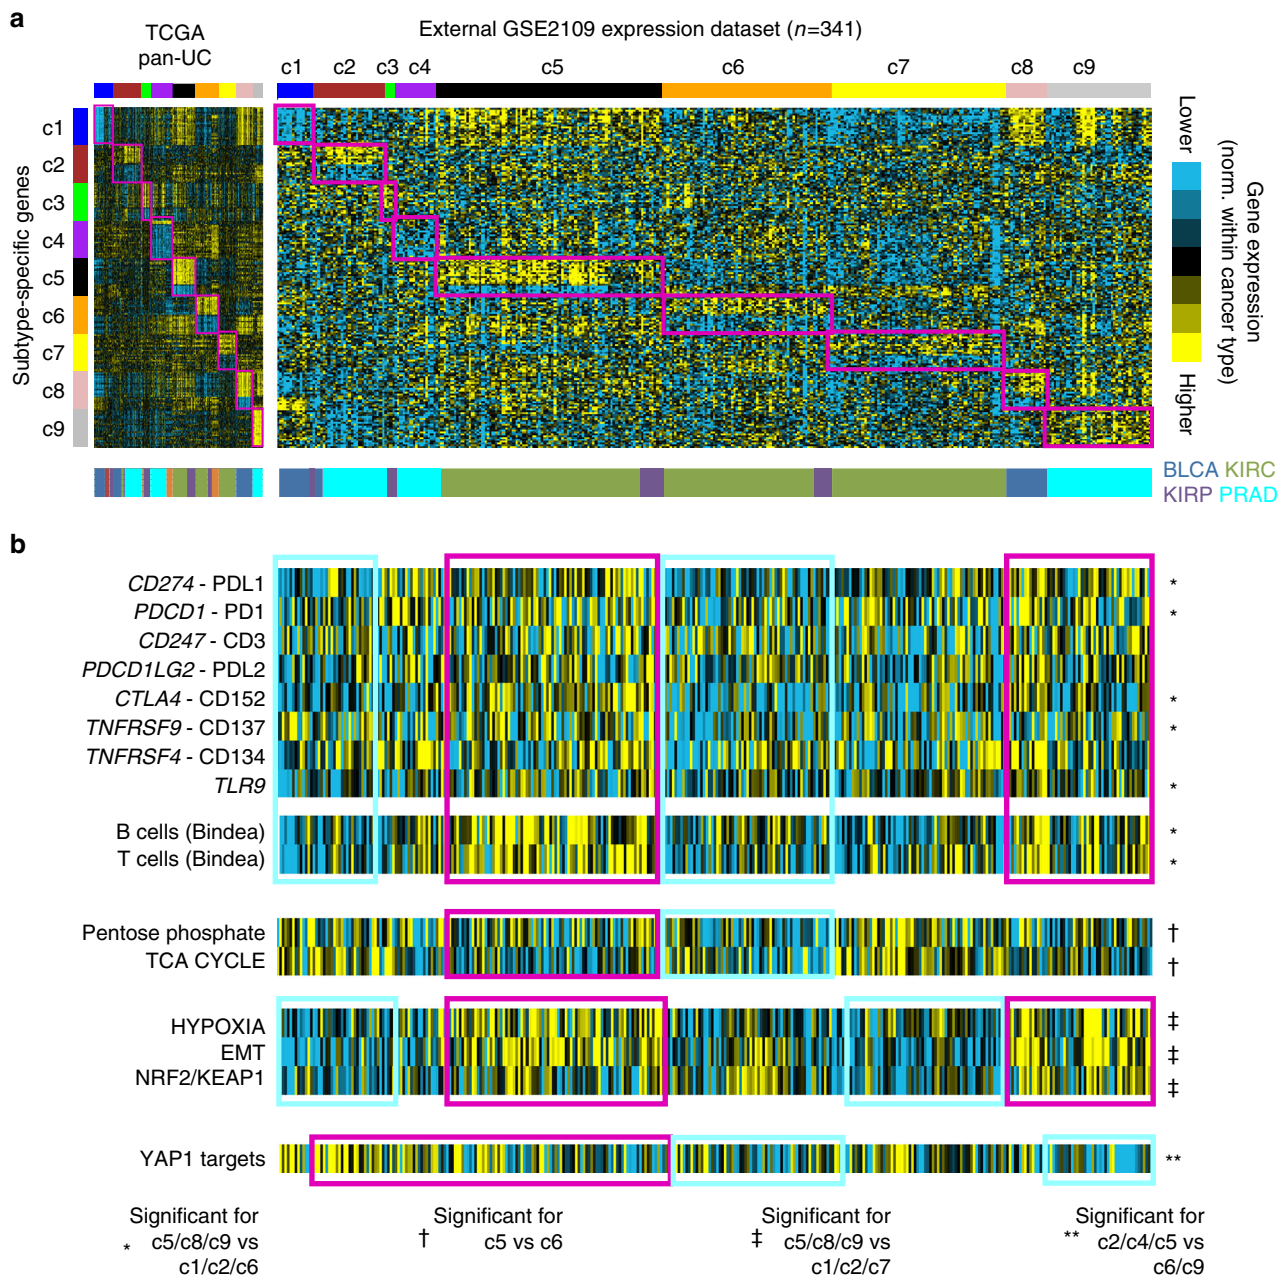 a
TCGA
pan-UC
External GSE2109 expression dataset (n=341)
c1 c2 c3 c4 c5 c6 c7 c8 c9
Subtype-specific genes
c1
c2
c3
c4
c5
c6
c7
c8
c9
Lower
Higher
Gene expression
(norm. within cancer type)
BLCA KIRC
KIRP PRAD
b
CD274 - PDL1 *
PDCD1 - PD1 *
CD247 - CD3
PDCD1LG2 - PDL2
CTLA4 - CD152 *
TNFRSF9 - CD137 *
TNFRSF4 - CD134
TLR9 *
B cells (Bindea) *
T cells (Bindea) *
Pentose phosphate †
TCA CYCLE †
HYPOXIA ‡
EMT ‡
NRF2/KEAP1 ‡
YAP1 targets **
* Significant for
c5/c8/c9 vs
c1/c2/c6
† Significant for
c5 vs c6
‡ Significant for
c5/c8/c9 vs
c1/c2/c7
** Significant for
c2/c4/c5 vs
c6/c9